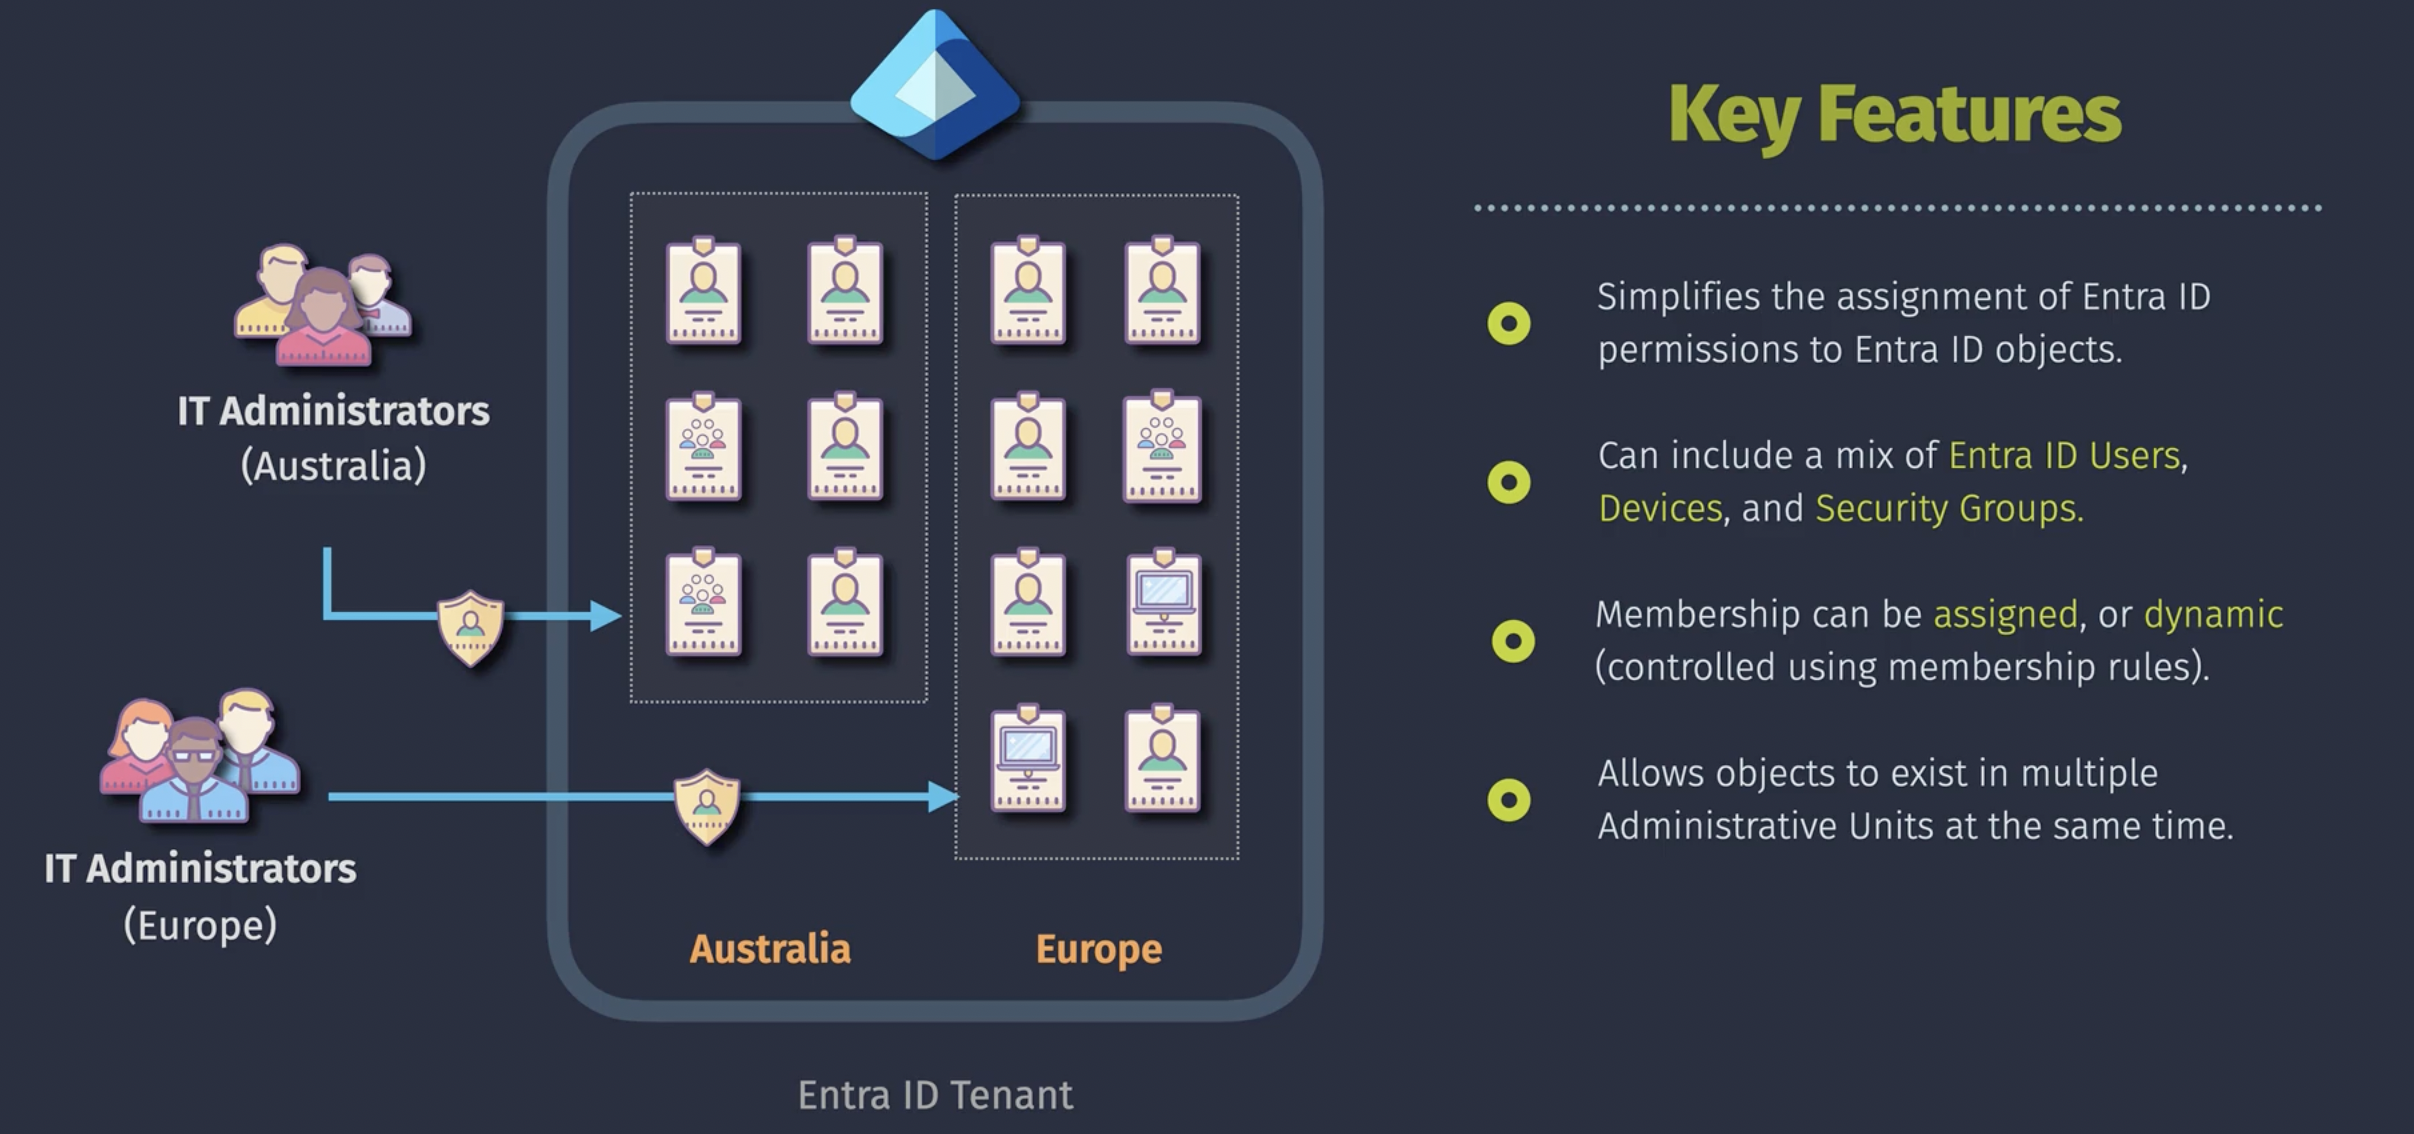 IT Administrators
(Australia)
IT Administrators
(Europe)
Australia
Europe
Entra ID Tenant
Key Features
Simplifies the assignment of Entra ID
permissions to Entra ID objects.
Can include a mix of Entra ID Users,
Devices, and Security Groups.
Membership can be assigned, or dynamic
(controlled using membership rules).
Allows objects to exist in multiple
Administrative Units at the same time.